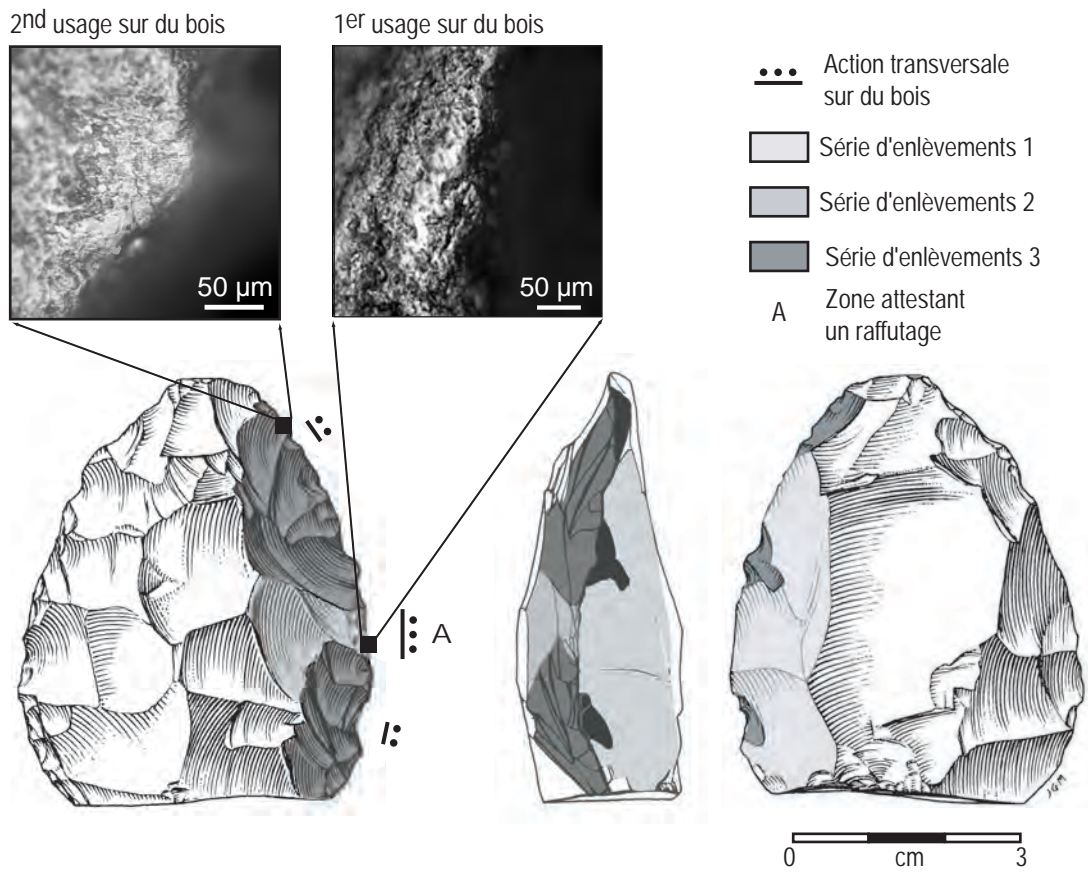 2nd usage sur du bois
1er usage sur du bois
50 µm
50 µm
Action transversale
sur du bois
Série d'enlèvements 1
Série d'enlèvements 2
Série d'enlèvements 3
A
Zone attestant
un raffutage
A
JGM
0
cm
3